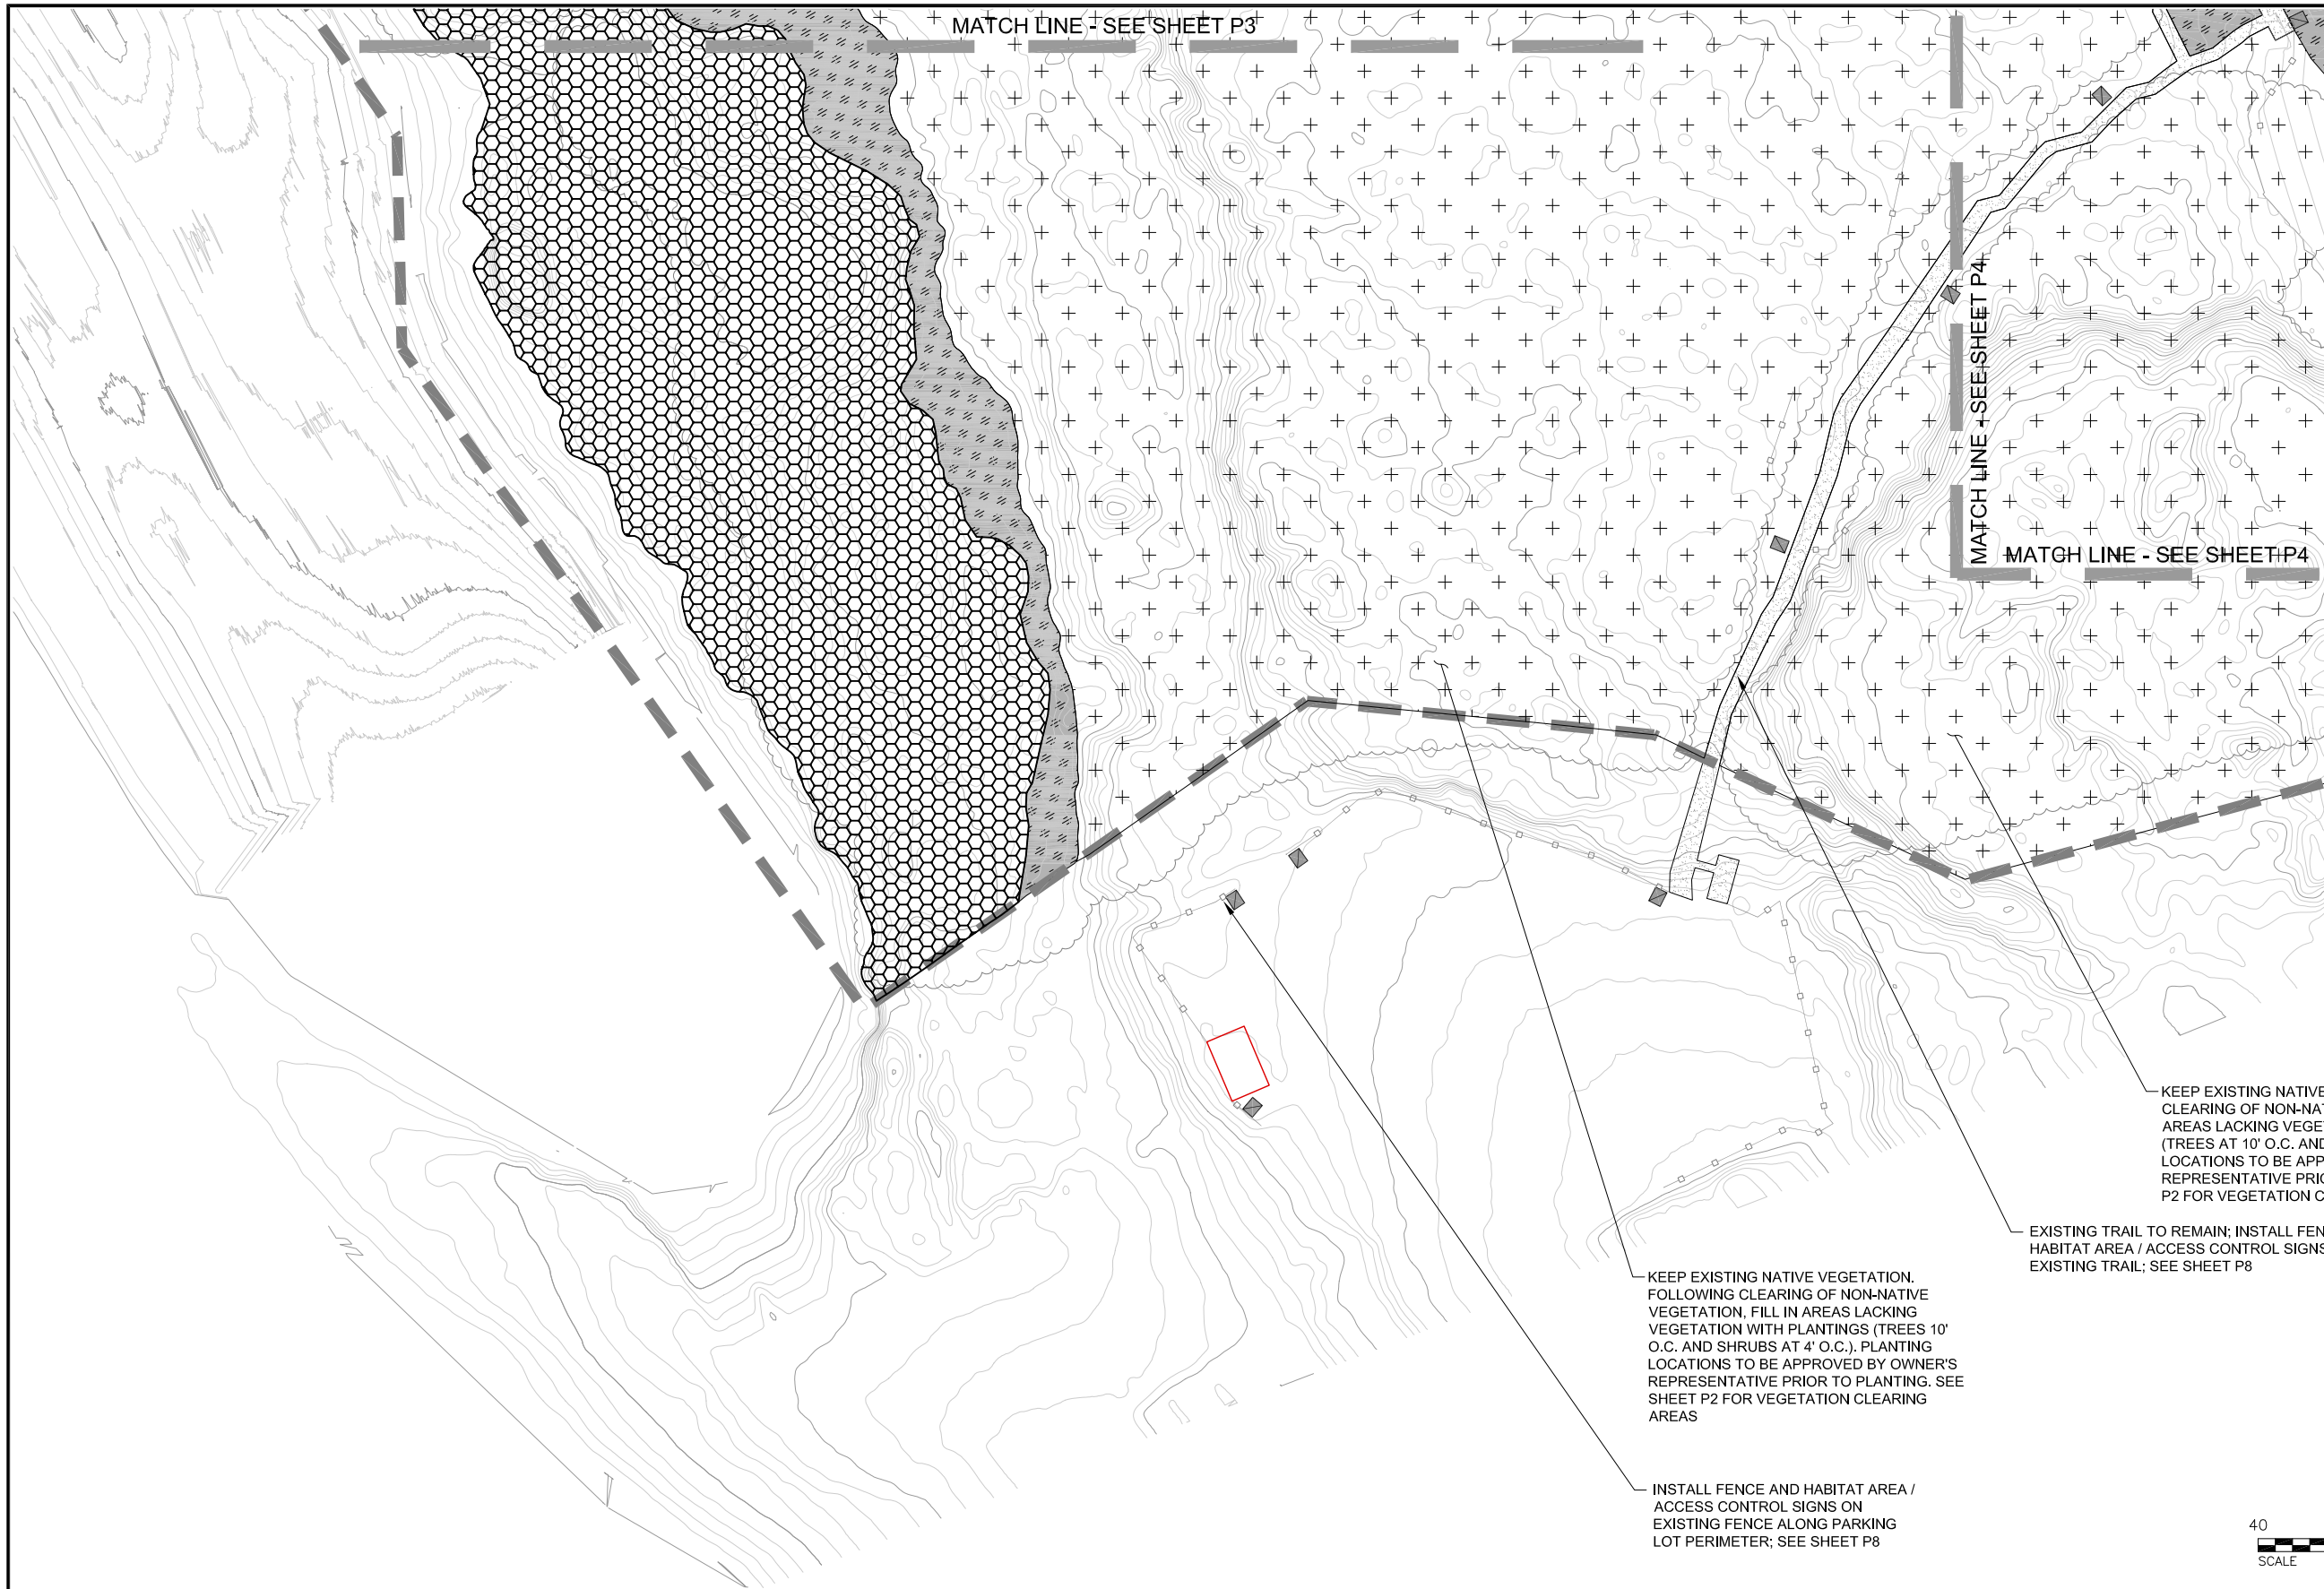 MATCH LINE - SEE SHEET P3
MATCH LINE - SEE SHEET P4
MATCH LINE - SEE SHEET P4
KEEP EXISTING NATIVE
CLEARING OF NON-NA
AREAS LACKING VEGE
(TREES AT 10' O.C. AND
LOCATIONS TO BE APP
REPRESENTATIVE PRI
P2 FOR VEGETATION C
EXISTING TRAIL TO REMAIN; INSTALL FEN
HABITAT AREA / ACCESS CONTROL SIGNS
EXISTING TRAIL; SEE SHEET P8
KEEP EXISTING NATIVE VEGETATION.
FOLLOWING CLEARING OF NON-NATIVE
VEGETATION, FILL IN AREAS LACKING
VEGETATION WITH PLANTINGS (TREES 10'
O.C. AND SHRUBS AT 4' O.C.). PLANTING
LOCATIONS TO BE APPROVED BY OWNER'S
REPRESENTATIVE PRIOR TO PLANTING. SEE
SHEET P2 FOR VEGETATION CLEARING
AREAS
INSTALL FENCE AND HABITAT AREA /
ACCESS CONTROL SIGNS ON
EXISTING FENCE ALONG PARKING
LOT PERIMETER; SEE SHEET P8
40
SCALE